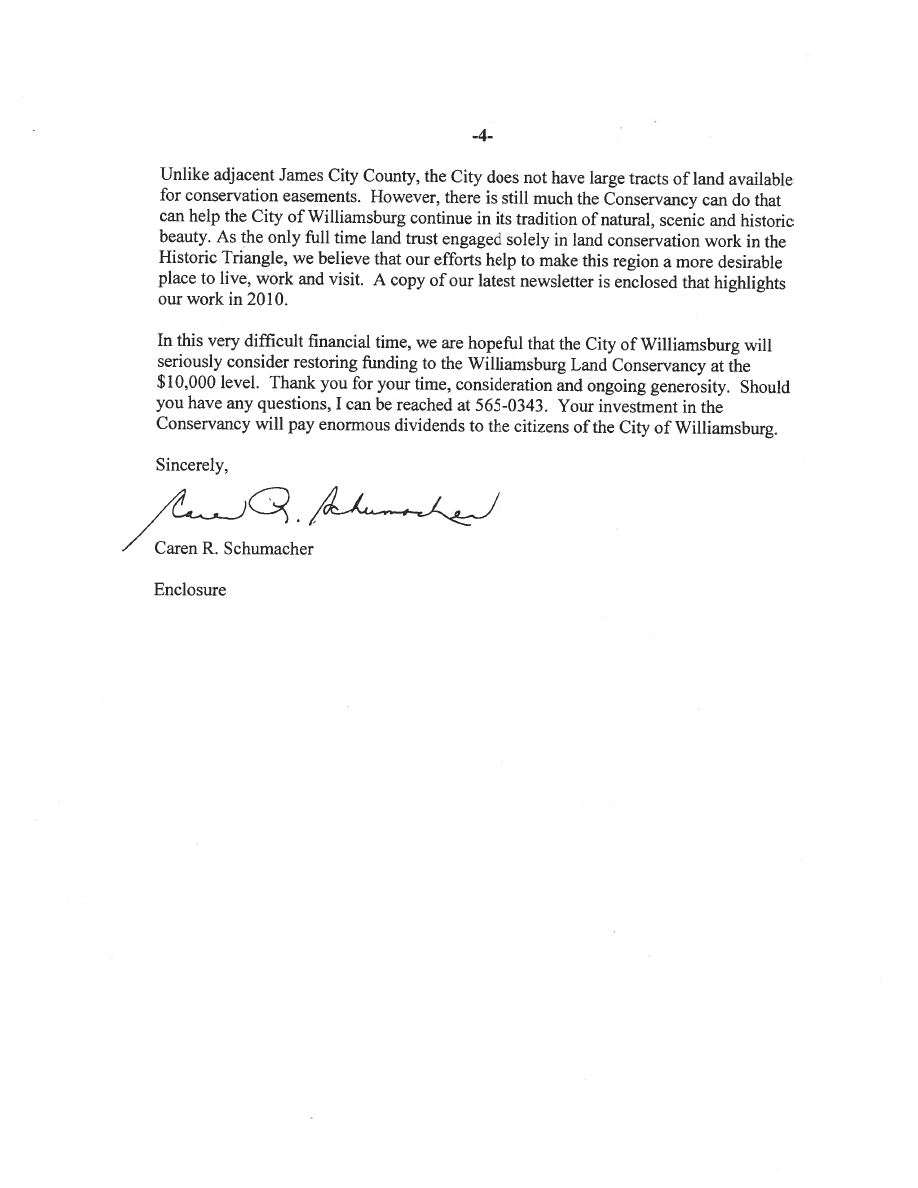 -4-
Unlike adjacent James City County, the City does not have large tracts of land available
for conservation easements. However, there is still much the Conservancy can do that
can help the City of Williamsburg continue in its tradition of natural, scenic and historic
beauty. As the only full time land trust engaged solely in land conservation work in the
Historic Triangle, we believe that our efforts help to make this region a more desirable
place to live, work and visit. A copy of our latest newsletter is enclosed that highlights
our work in 2010.
In this very difficult financial time, we are hopeful that the City of Williamsburg will
seriously consider restoring funding to the Williamsburg Land Conservancy at the
$10,000 level. Thank you for your time, consideration and ongoing generosity. Should
you have any questions, I can be reached at 565-0343. Your investment in the
Conservancy will pay enormous dividends to the citizens of the City of Williamsburg.
Sincerely,
Caren R. Schumacher
Caren R. Schumacher
Enclosure